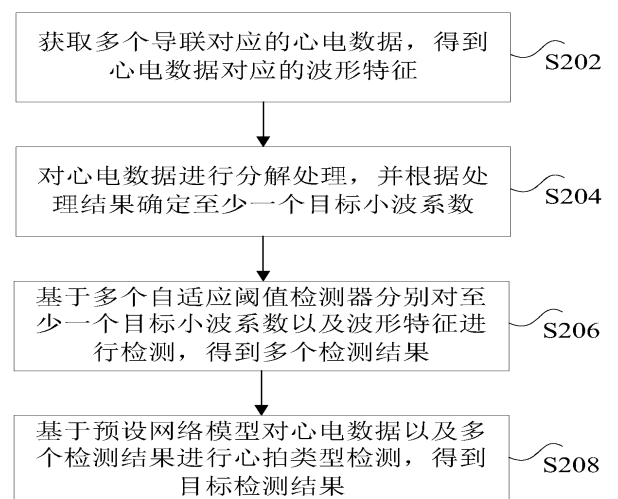 获取多个导联对应的心电数据，得到
心电数据对应的波形特征
S202
对心电数据进行分解处理，并根据处
理结果确定至少一个目标小波系数
S204
基于多个自适应阈值检测器分别对至
少一个目标小波系数以及波形特征进
行检测，得到多个检测结果
S206
基于预设网络模型对心电数据以及多
个检测结果进行心拍类型检测，得到
目标检测结果
S208